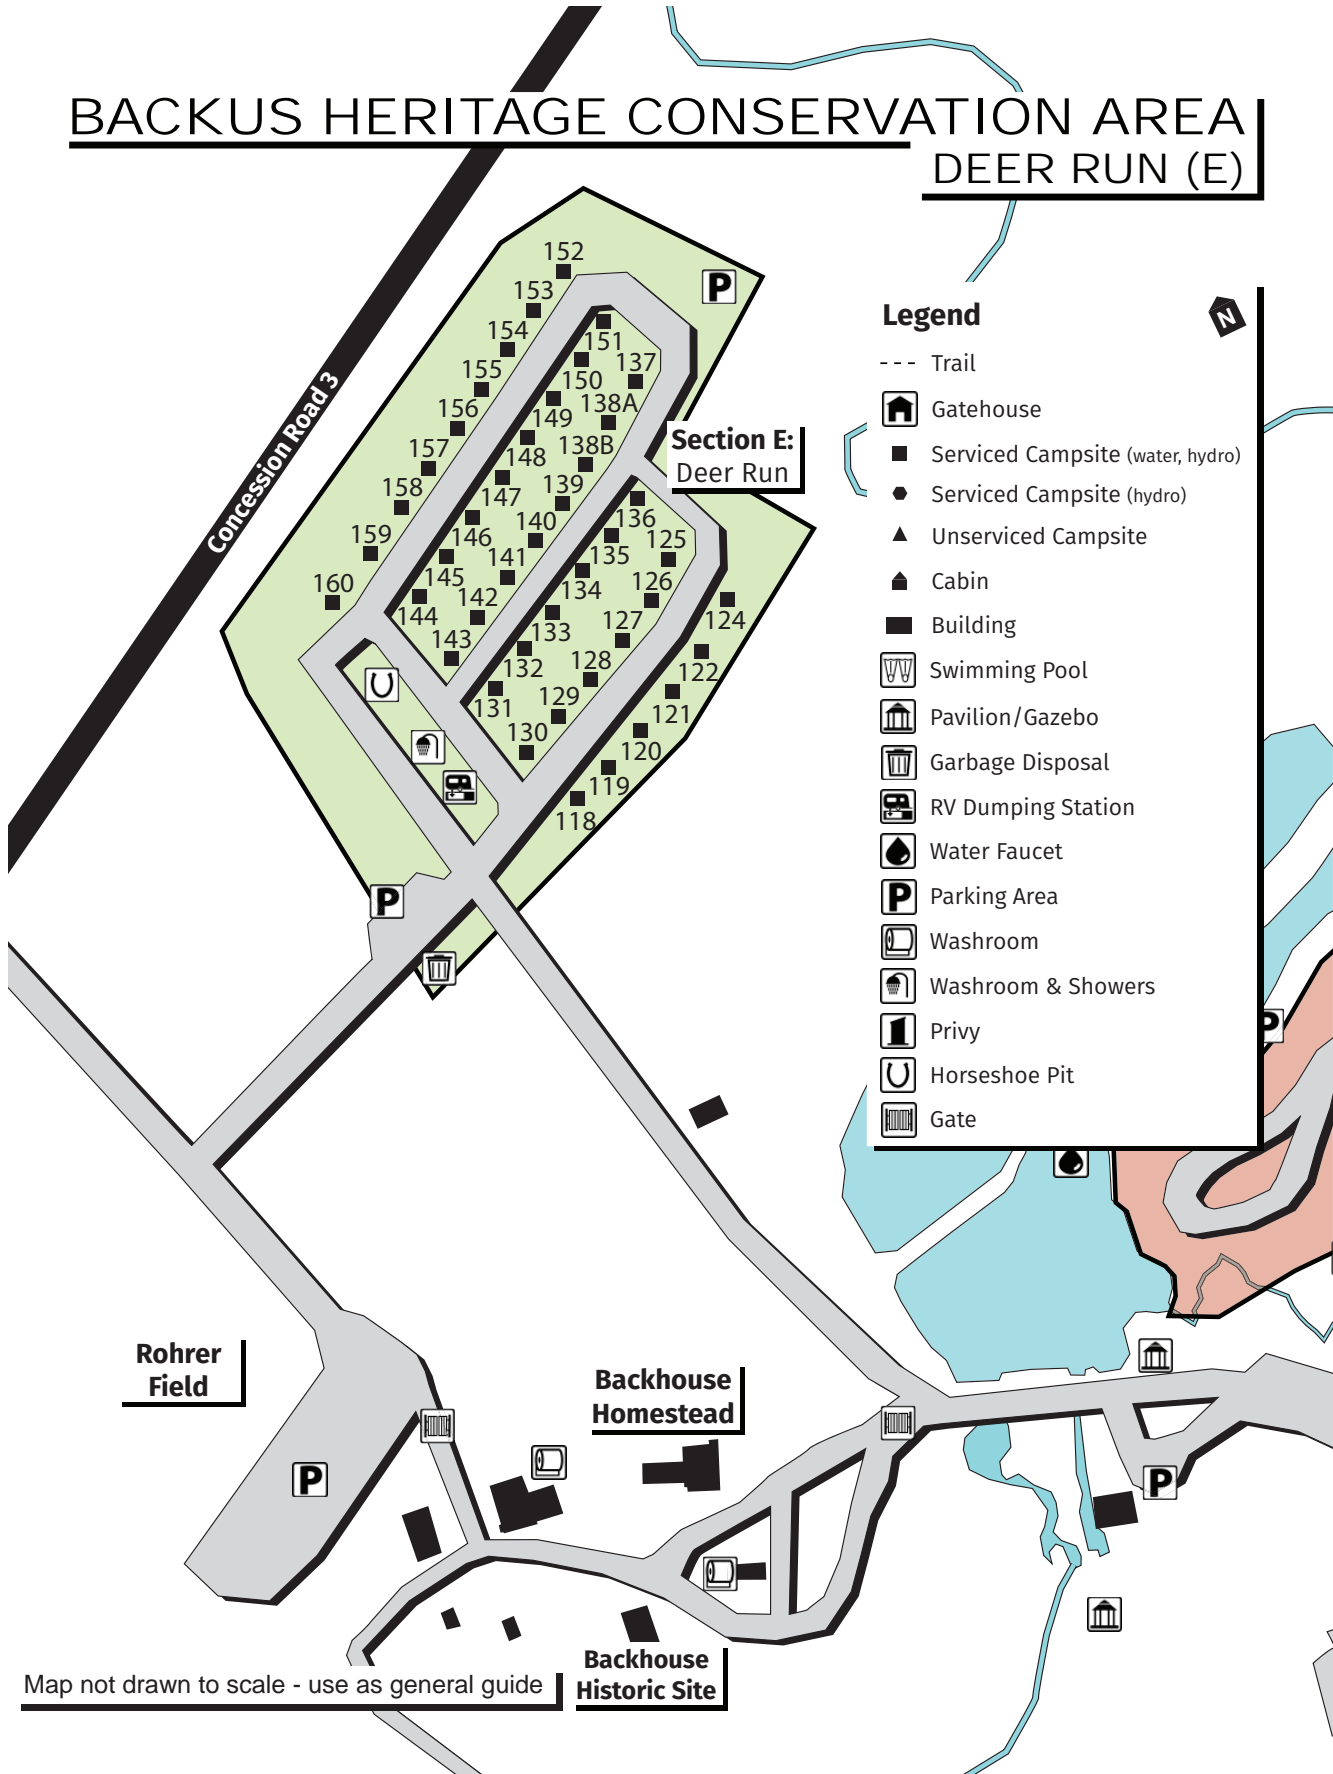 BACKUS HERITAGE CONSERVATION AREA
DEER RUN (E)
Concession Road 3
152
153
154
155
156
157
158
159
160
151
150
149
148
147
146
145
144
137
138A
138B
139
140
141
142
143
136
135
134
133
132
131
125
126
127
128
129
130
124
122
121
120
119
118
P
Section E:
Deer Run
P
Legend
N
Trail
Gatehouse
Serviced Campsite (water, hydro)
Serviced Campsite (hydro)
Unserviced Campsite
Cabin
Building
Swimming Pool
Pavilion/Gazebo
Garbage Disposal
RV Dumping Station
Water Faucet
P Parking Area
Washroom
Washroom & Showers
Privy
Horseshoe Pit
Gate
P
Rohrer
Field
P
Backhouse
Homestead
P
Backhouse
Historic Site
Map not drawn to scale - use as general guide